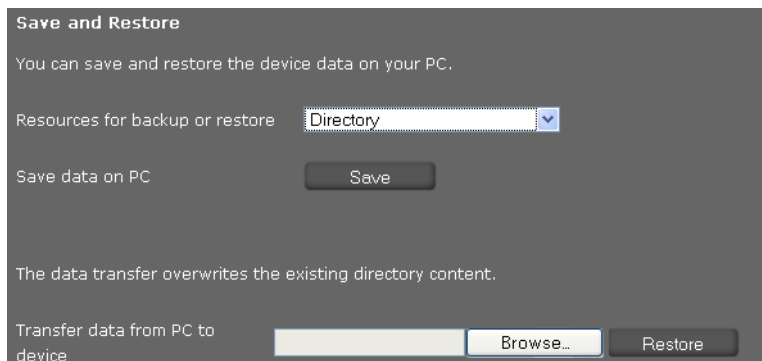 Save and Restore
You can save and restore the device data on your PC.
Resources for backup or restore Directory
Save data on PC Save
The data transfer overwrites the existing directory content.
Transfer data from PC to
device Browse... Restore